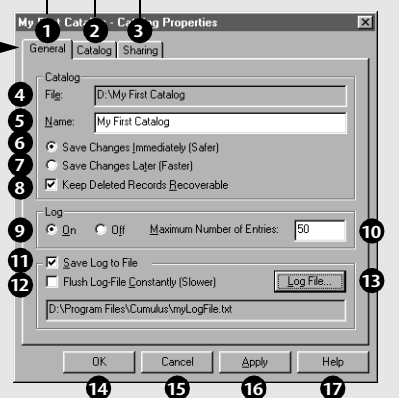 My First Catalog - Catalog Properties
1 2 3
General Catalog Sharing
Catalog
4 File: D:\My First Catalog
5 Name: My First Catalog
6 Save Changes Immediately (Safer)
7 Save Changes Later (Faster)
8 Keep Deleted Records Recoverable
Log
9 On Off Maximum Number of Entries: 50 10
11 Save Log to File
12 Flush Log-File Constantly (Slower) Log File... 13
D:\Program Files\Cumulus\myLogFile.txt
OK Cancel Apply Help
14 15 16 17